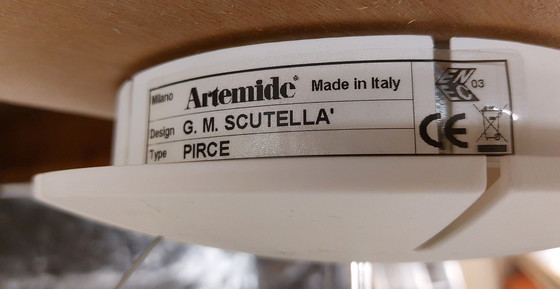 Milano Artemide® Made in Italy
Design G. M. SCUTELLA'
Type PIRCE
ENEC 03
CE